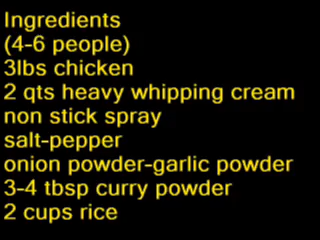 Ingredients
(4-6 people)
3lbs chicken
2 qts heavy whipping cream
non stick spray
salt-pepper
onion powder-garlic powder
3-4 tbsp curry powder
2 cups rice